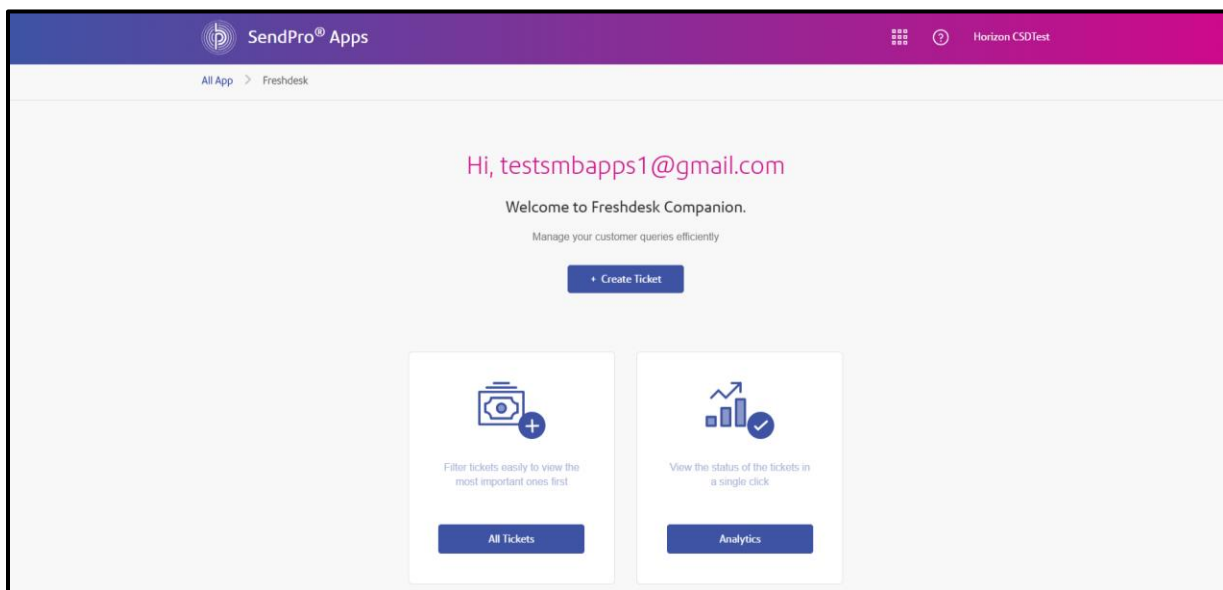 SendPro® Apps
Horizon CSDTest
All App > Freshdesk
Hi, testsmbapps1@gmail.com
Welcome to Freshdesk Companion.
Manage your customer queries efficiently
+ Create Ticket
Filter tickets easily to view the
most important ones first
All Tickets
View the status of the tickets in
a single click
Analytics